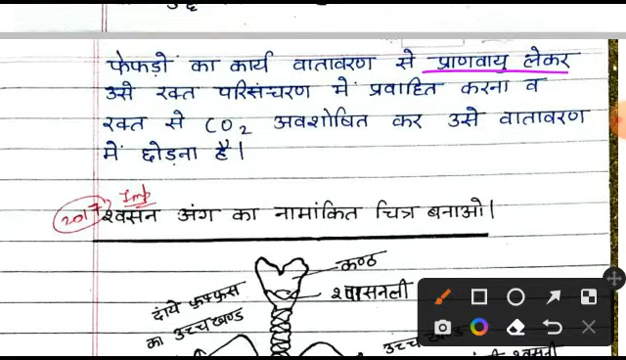 फेफड़ों का कार्य वातावरण से प्राणवायु लेकर
उसे रक्त परिसंचरण में प्रवाहित करना व
रक्त से CO₂ अवशोषित कर उसे वातावरण
में छोड़ना है।
Imp
2017 श्वसन अंग का नामांकित चित्र बनाओ।
कण्ठ
श्वासनली
दांये फुफ्फुस
का उच्चखण्ड